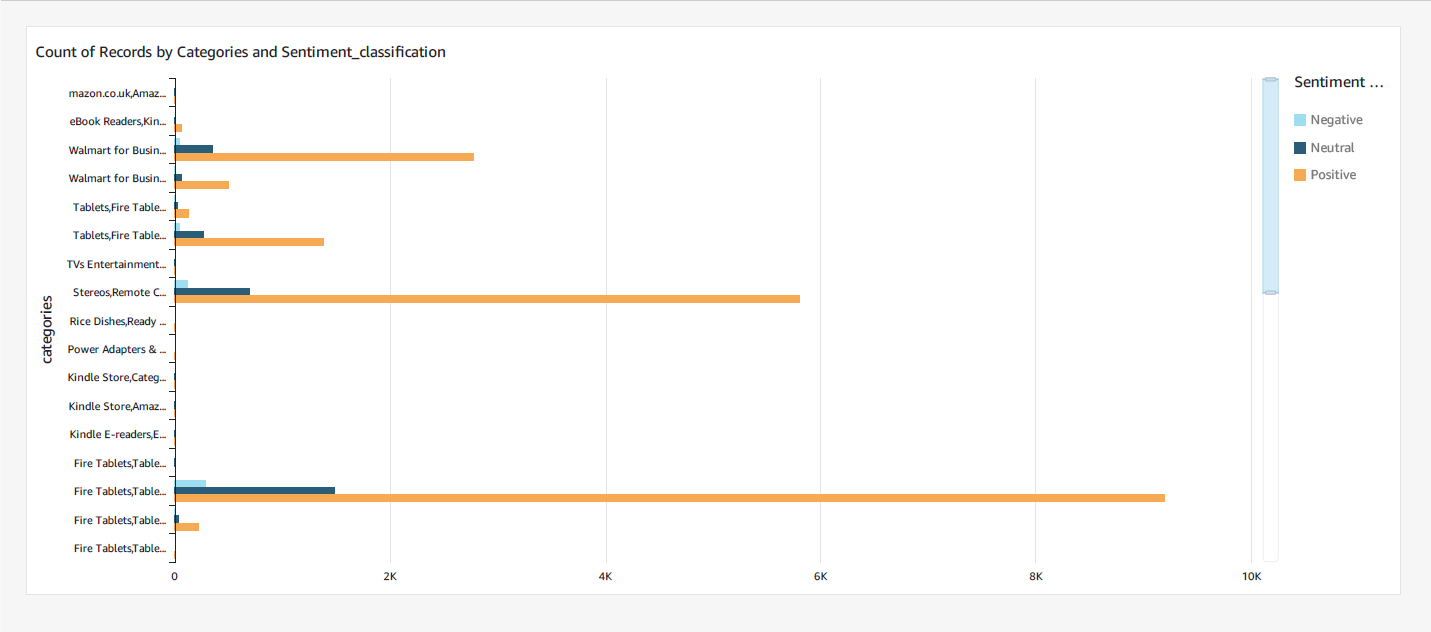 Count of Records by Categories and Sentiment_classification
Sentiment ...
Negative
Neutral
Positive
categories
mazon.co.uk,Amaz...
eBook Readers,Kin...
Walmart for Busin...
Walmart for Busin...
Tablets,Fire Table...
Tablets,Fire Table...
TVs Entertainment...
Stereos,Remote C...
Rice Dishes,Ready ...
Power Adapters & ...
Kindle Store,Categ...
Kindle Store,Amaz...
Kindle E-readers,E...
Fire Tablets,Table...
Fire Tablets,Table...
Fire Tablets,Table...
Fire Tablets,Table...
0 2K 4K 6K 8K 10K